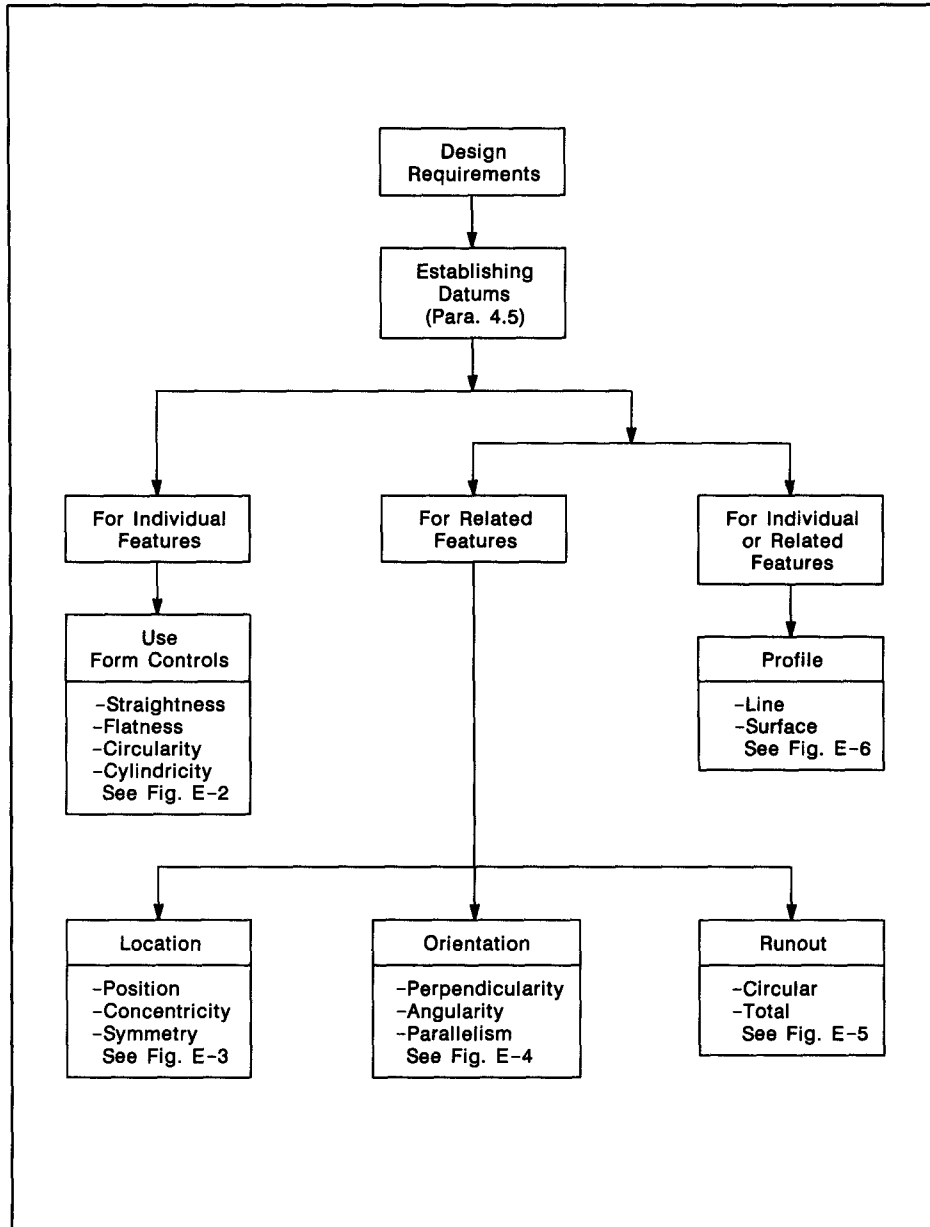 Design
Requirements
Establishing
Datums
(Para. 4.5)
For Individual
Features
For Related
Features
For Individual
or Related
Features
Use
Form Controls
-Straightness
-Flatness
-Circularity
-Cylindricity
See Fig. E-2
Profile
-Line
-Surface
See Fig. E-6
Location
-Position
-Concentricity
-Symmetry
See Fig. E-3
Orientation
-Perpendicularity
-Angularity
-Parallelism
See Fig. E-4
Runout
-Circular
-Total
See Fig. E-5